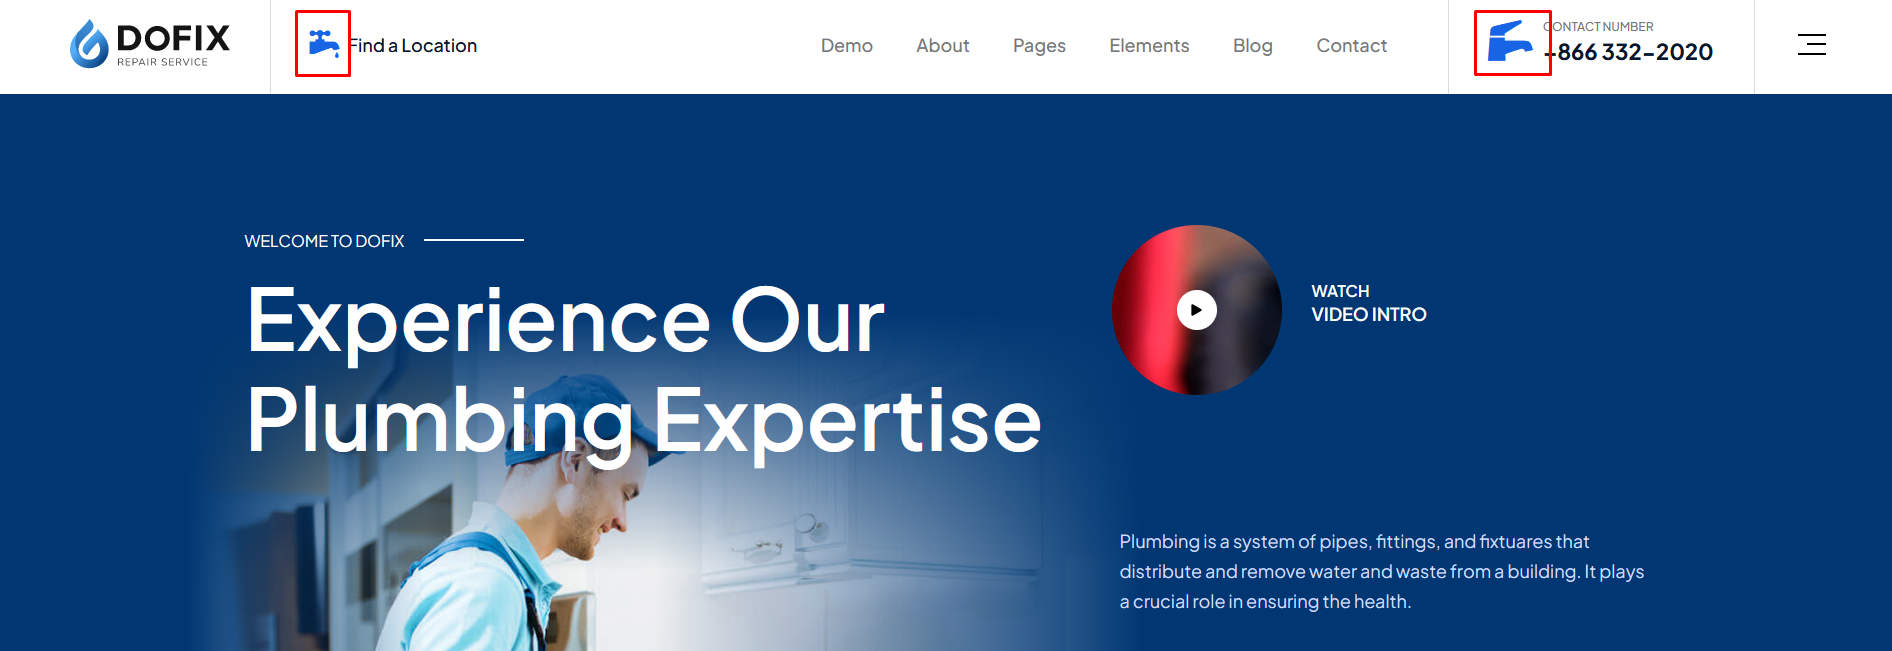 DOFIX
REPAIR SERVICE
Find a Location
Demo
About
Pages
Elements
Blog
Contact
CONTACT NUMBER
-866 332-2020
WELCOME TO DOFIX
Experience Our
Plumbing Expertise
WATCH
VIDEO INTRO
Plumbing is a system of pipes, fittings, and fixtuares that
distribute and remove water and waste from a building. It plays
a crucial role in ensuring the health.